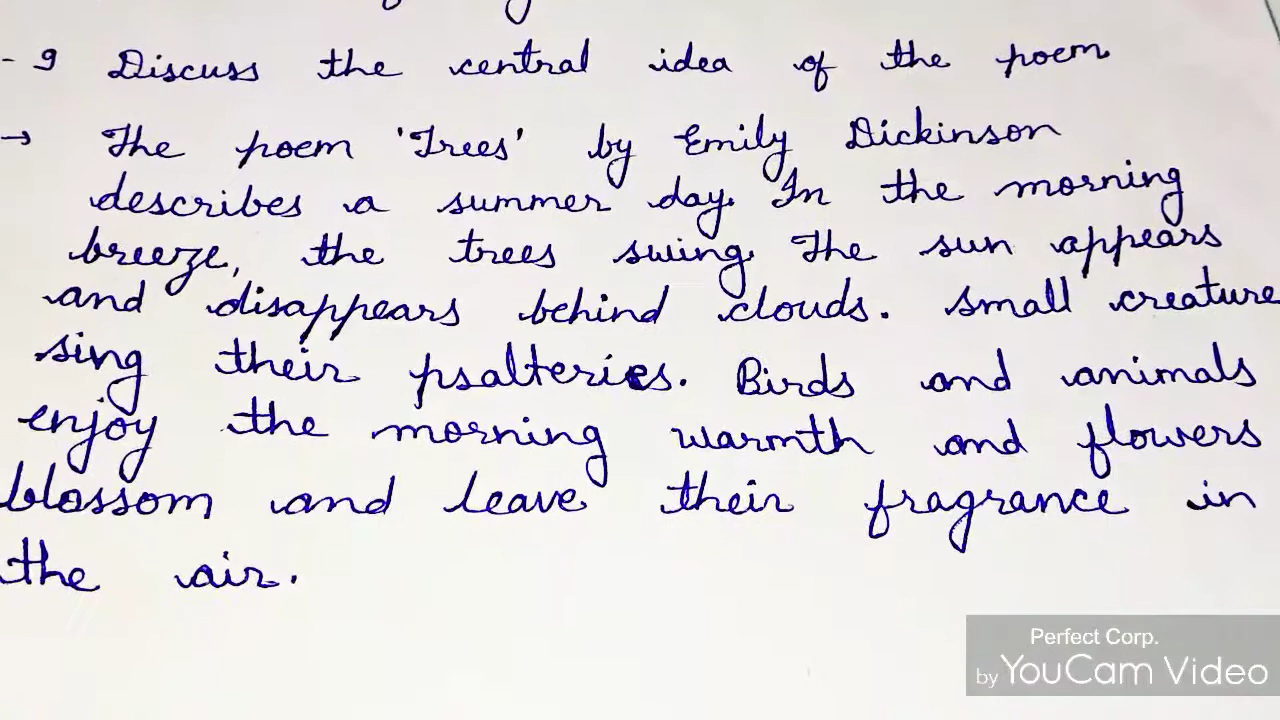 - 9 Discuss the central idea of the poem
→ The poem 'Trees' by Emily Dickinson
describes a summer day. In the morning
breeze, the trees swing. The sun appears
and disappears behind clouds. Small creature
sing their psalteries. Birds and animals
enjoy the morning warmth and flowers
blossom and leave their fragrance in
the air.
Perfect Corp.
by YouCam Video